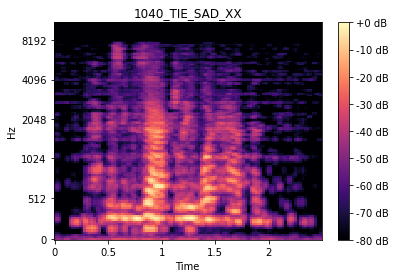 1040_TIE_SAD_XX
+0 dB
8192
-10 dB
4096
-20 dB
-30 dB
2048
Hz
-40 dB
1024
-50 dB
512
-60 dB
-70 dB
0
-80 dB
0 0.5 1 1.5 2
Time